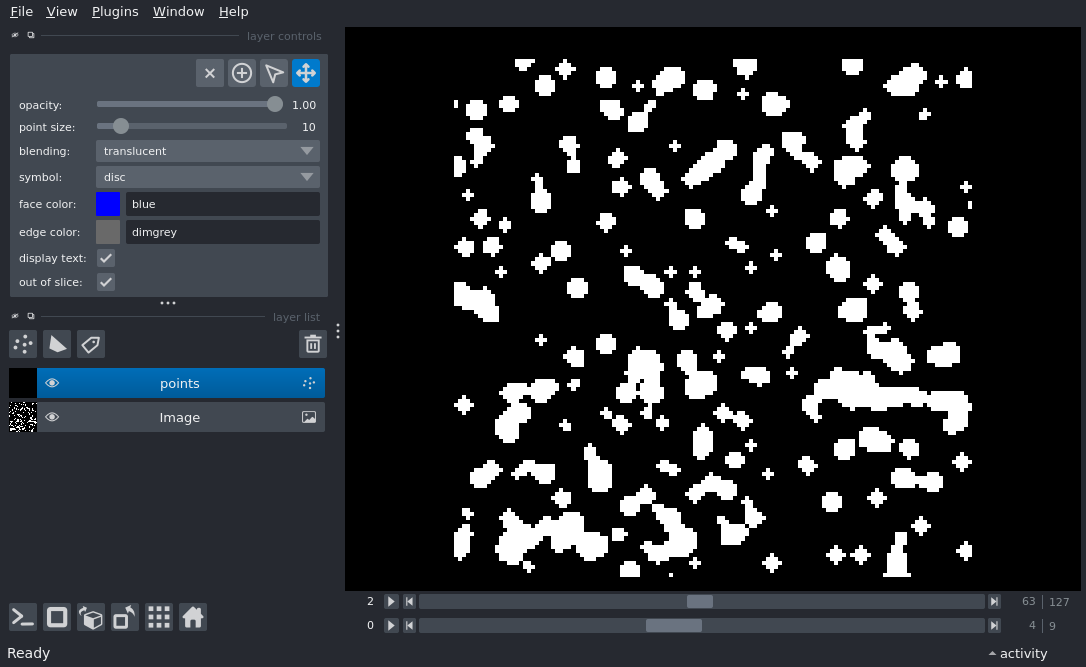 File View Plugins Window Help
layer controls
opacity: 1.00
point size: 10
blending: translucent
symbol: disc
face color: blue
edge color: dimgrey
display text:
out of slice:
layer list
points
Image
2 63 | 127
0 4 | 9
Ready activity